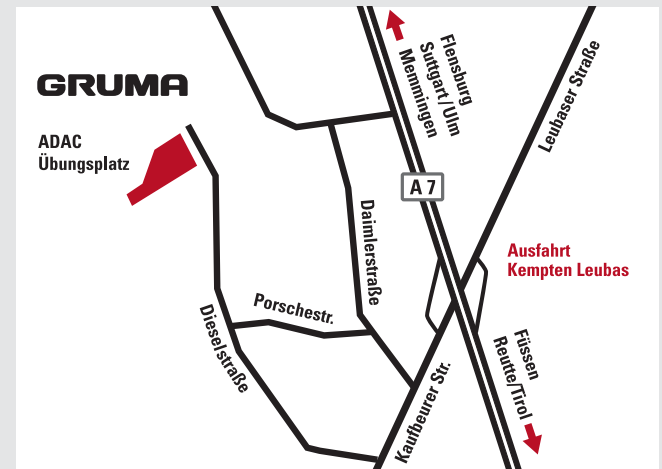 GRUMA
ADAC
Übungsplatz
Flensburg
Suttgart/Ulm
Memmingen
Leubaser Straße
A 7
Daimlerstraße
Ausfahrt
Kempten Leubas
Porschestr.
Dieselstraße
Füssen
Reutte/Tirol
Kaufbeurer Str.